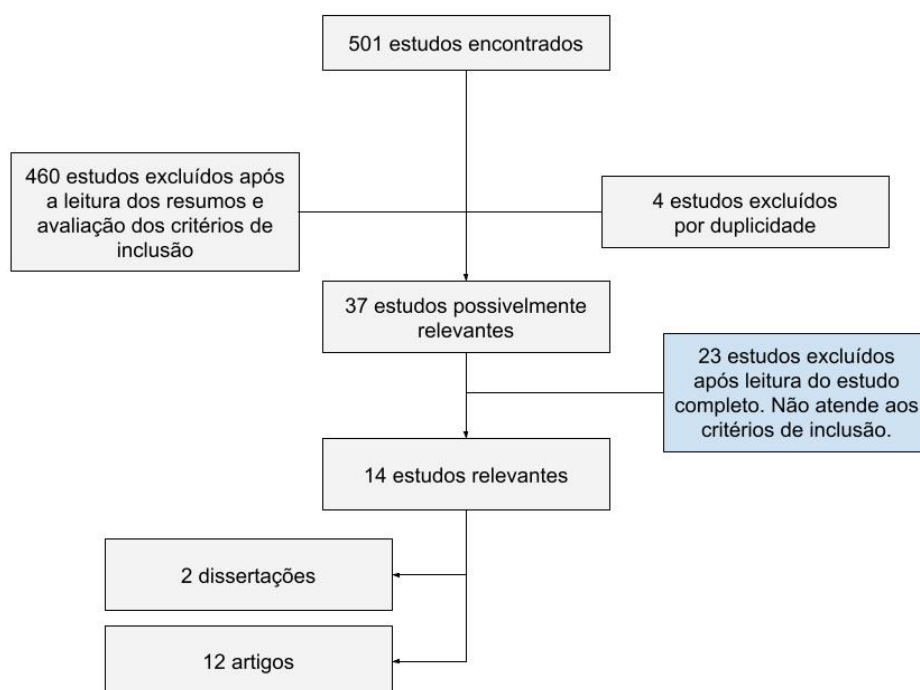 501 estudos encontrados
460 estudos excluídos após
a leitura dos resumos e
avaliação dos critérios de
inclusão
4 estudos excluídos
por duplicidade
37 estudos possivelmente
relevantes
23 estudos excluídos
após leitura do estudo
completo. Não atende aos
critérios de inclusão.
14 estudos relevantes
2 dissertações
12 artigos